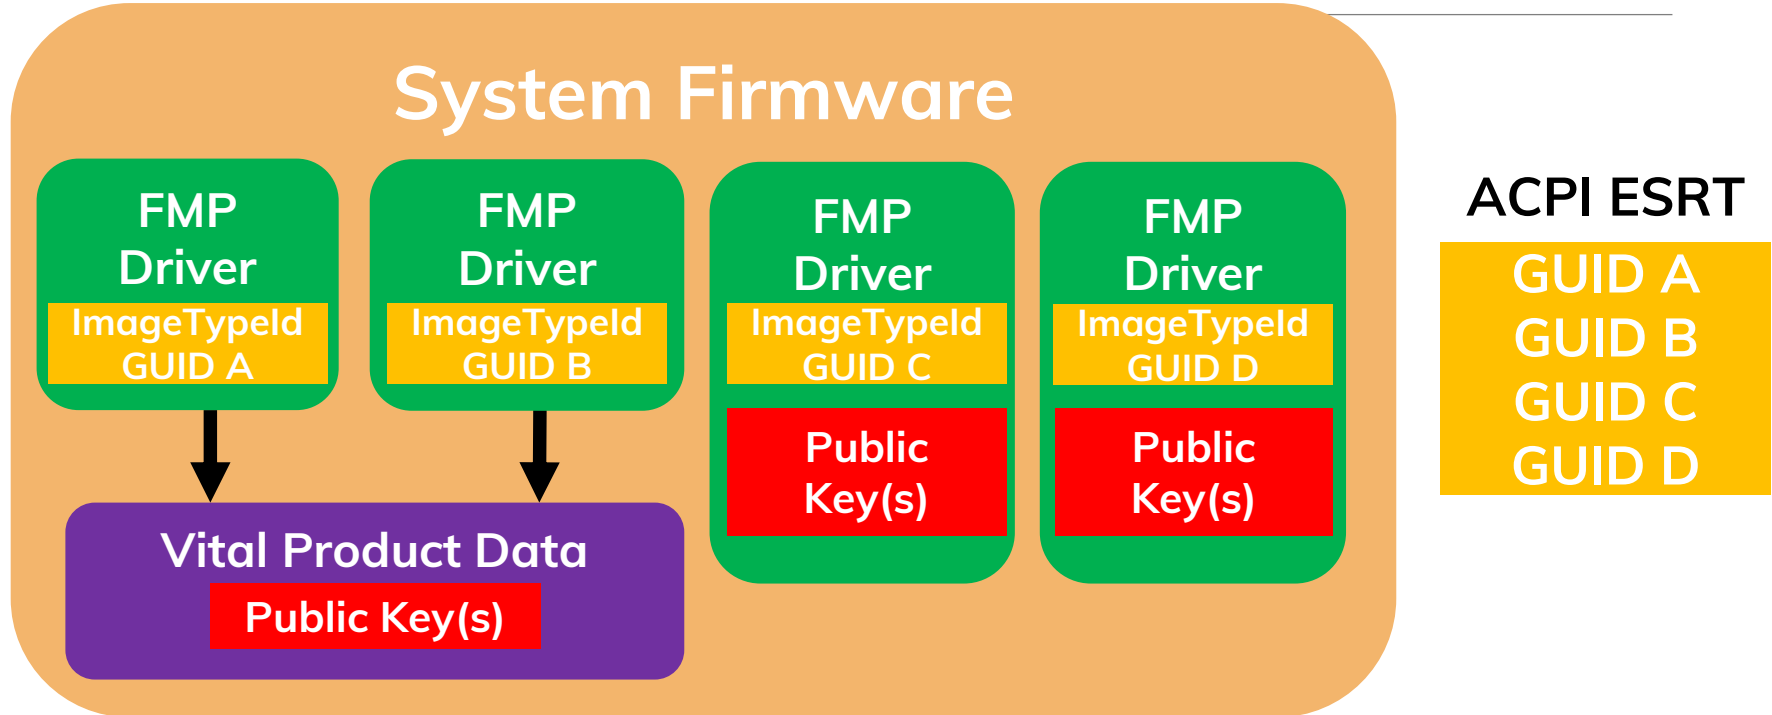 System Firmware
FMP
Driver
ImageTypeId
GUID A
FMP
Driver
ImageTypeId
GUID B
FMP
Driver
ImageTypeId
GUID C
Public
Key(s)
FMP
Driver
ImageTypeId
GUID D
Public
Key(s)
Vital Product Data
Public Key(s)
ACPI ESRT
GUID A
GUID B
GUID C
GUID D